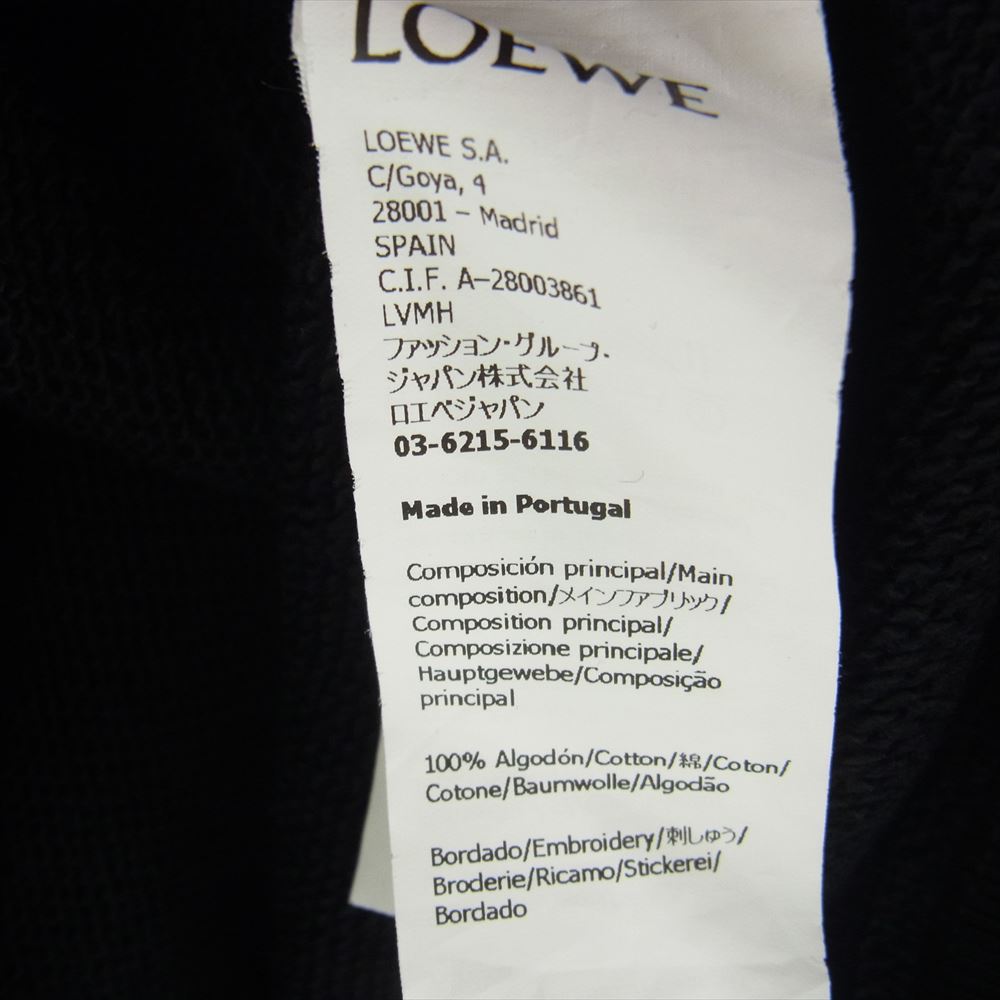 LOEWE
LOEWE S.A.
C/Goya, 4
28001 - Madrid
SPAIN
C.I.F. A-28003861
LVMH
ファッション・グループ・
ジャパン株式会社
ロエベジャパン
03-6215-6116
Made in Portugal
Composición principal/Main
composition/メインファブリック/
Composition principal/
Composizione principale/
Hauptgewebe/Composição
principal
100% Algodón/Cotton/綿/Coton/
Cotone/Baumwolle/Algodão
Bordado/Embroidery/刺しゅう/
Broderie/Ricamo/Stickerei/
Bordado